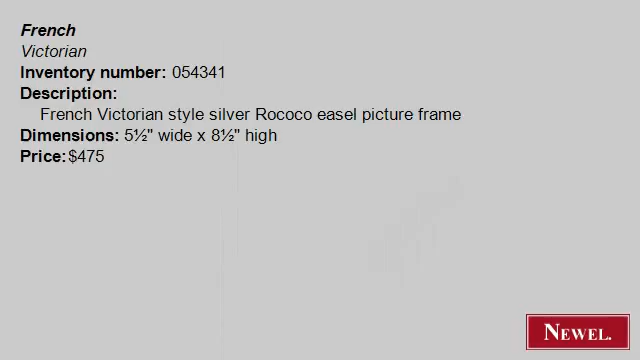 French
Victorian
Inventory number: 054341
Description:
French Victorian style silver Rococo easel picture frame
Dimensions: 5½" wide x 8½" high
Price:$475
NEWEL.